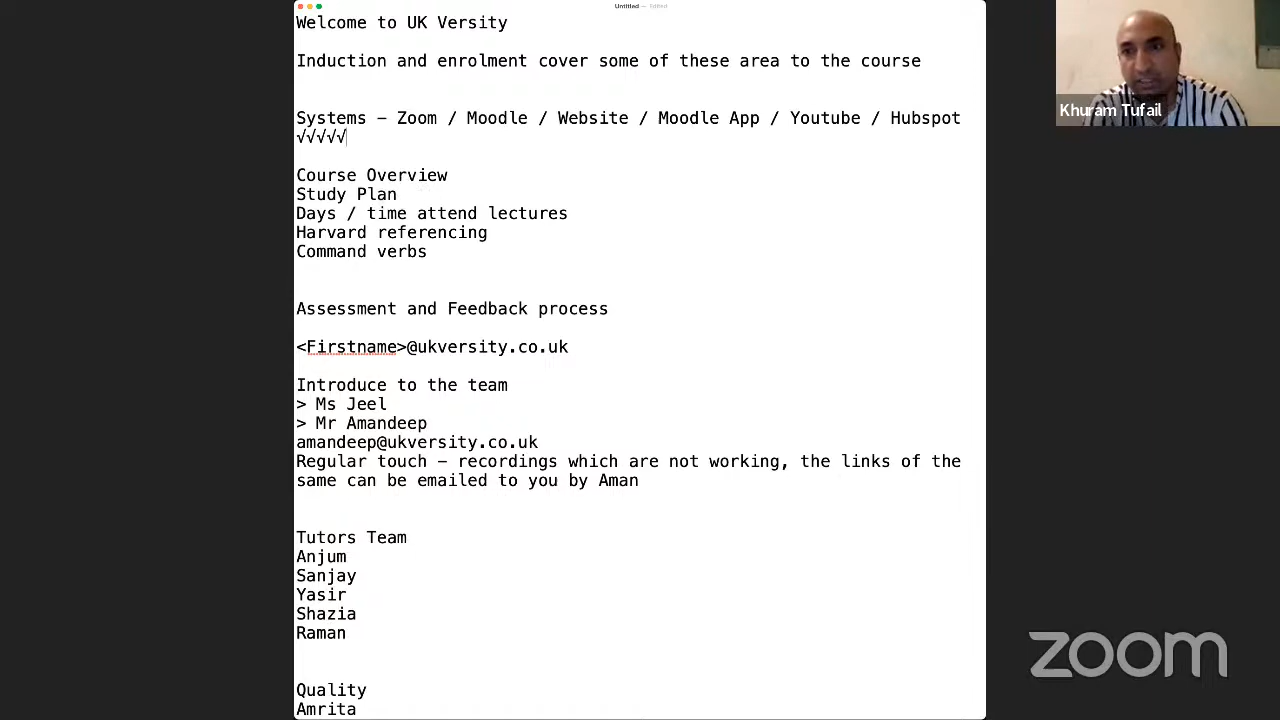 Untitled — Edited
Welcome to UK Versity
Induction and enrolment cover some of these area to the course
Systems – Zoom / Moodle / Website / Moodle App / Youtube / Hubspot
√√√√√
Course Overview
Study Plan
Days / time attend lectures
Harvard referencing
Command verbs
Assessment and Feedback process
<Firstname>@ukversity.co.uk
Introduce to the team
> Ms Jeel
> Mr Amandeep
amandeep@ukversity.co.uk
Regular touch – recordings which are not working, the links of the
same can be emailed to you by Aman
Tutors Team
Anjum
Sanjay
Yasir
Shazia
Raman
Quality
Amrita
Khuram Tufail
zoom